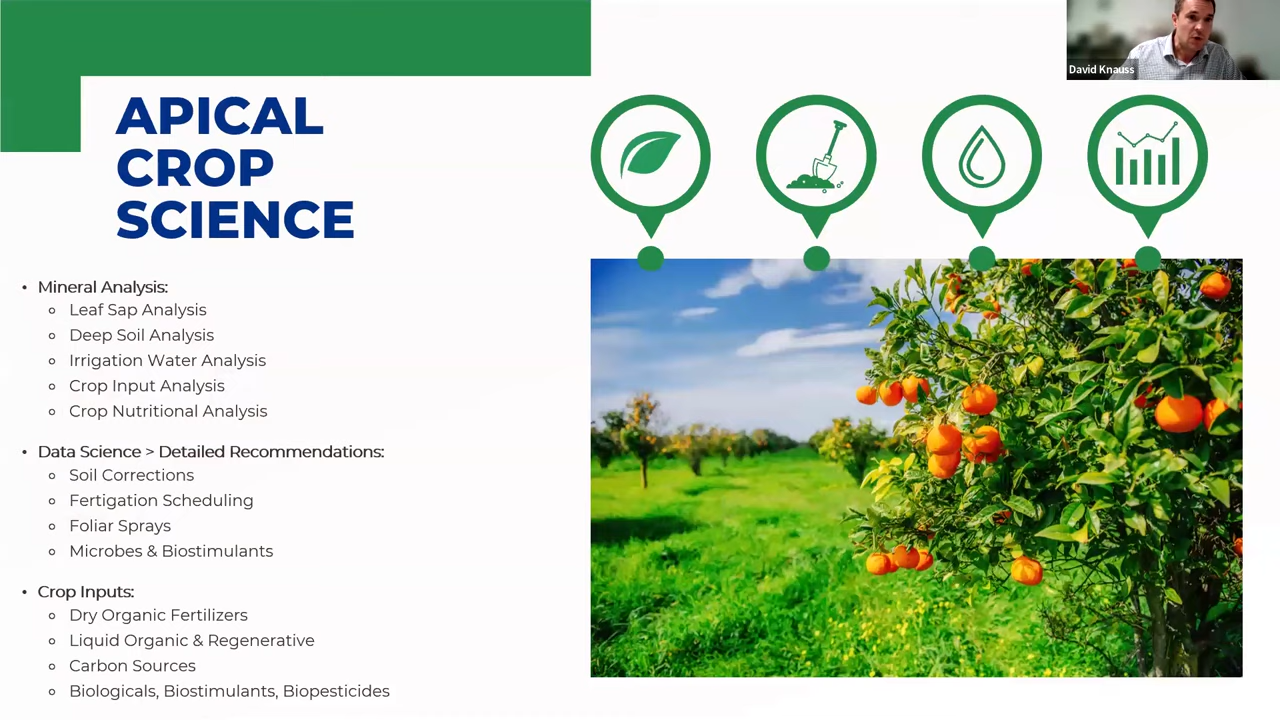 David Knauss
APICAL
CROP
SCIENCE
• Mineral Analysis:
Leaf Sap Analysis
Deep Soil Analysis
Irrigation Water Analysis
Crop Input Analysis
Crop Nutritional Analysis
• Data Science > Detailed Recommendations:
Soil Corrections
Fertigation Scheduling
Foliar Sprays
Microbes & Biostimulants
• Crop Inputs:
Dry Organic Fertilizers
Liquid Organic & Regenerative
Carbon Sources
Biologicals, Biostimulants, Biopesticides